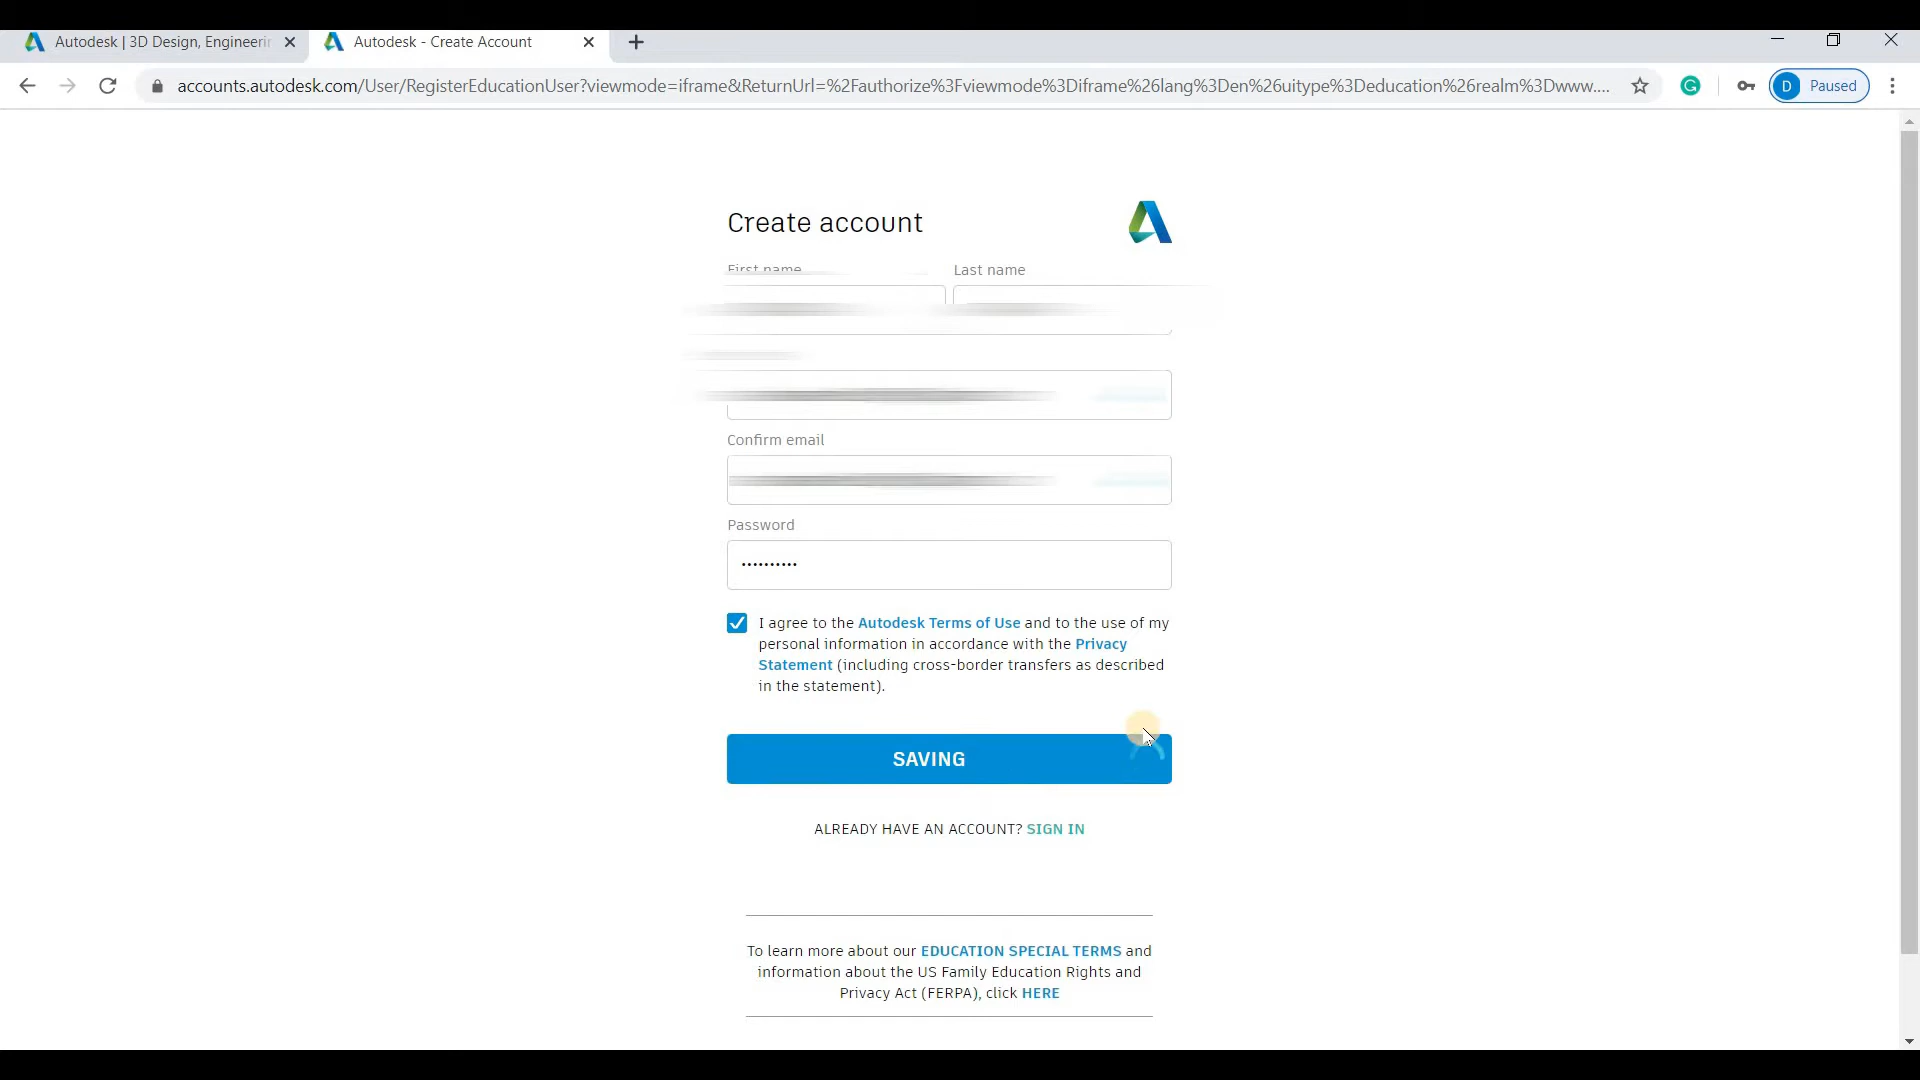 Autodesk | 3D Design, Engineerin
Autodesk - Create Account
accounts.autodesk.com/User/RegisterEducationUser?viewmode=iframe&ReturnUrl=%2Fauthorize%3Fviewmode%3Diframe%26lang%3Den%26uitype%3Deducation%26realm%3Dwww....
D Paused
Create account
First name Last name
Confirm email
Password
••••••••••
I agree to the Autodesk Terms of Use and to the use of my
personal information in accordance with the Privacy
Statement (including cross-border transfers as described
in the statement).
SAVING
ALREADY HAVE AN ACCOUNT? SIGN IN
To learn more about our EDUCATION SPECIAL TERMS and
information about the US Family Education Rights and
Privacy Act (FERPA), click HERE